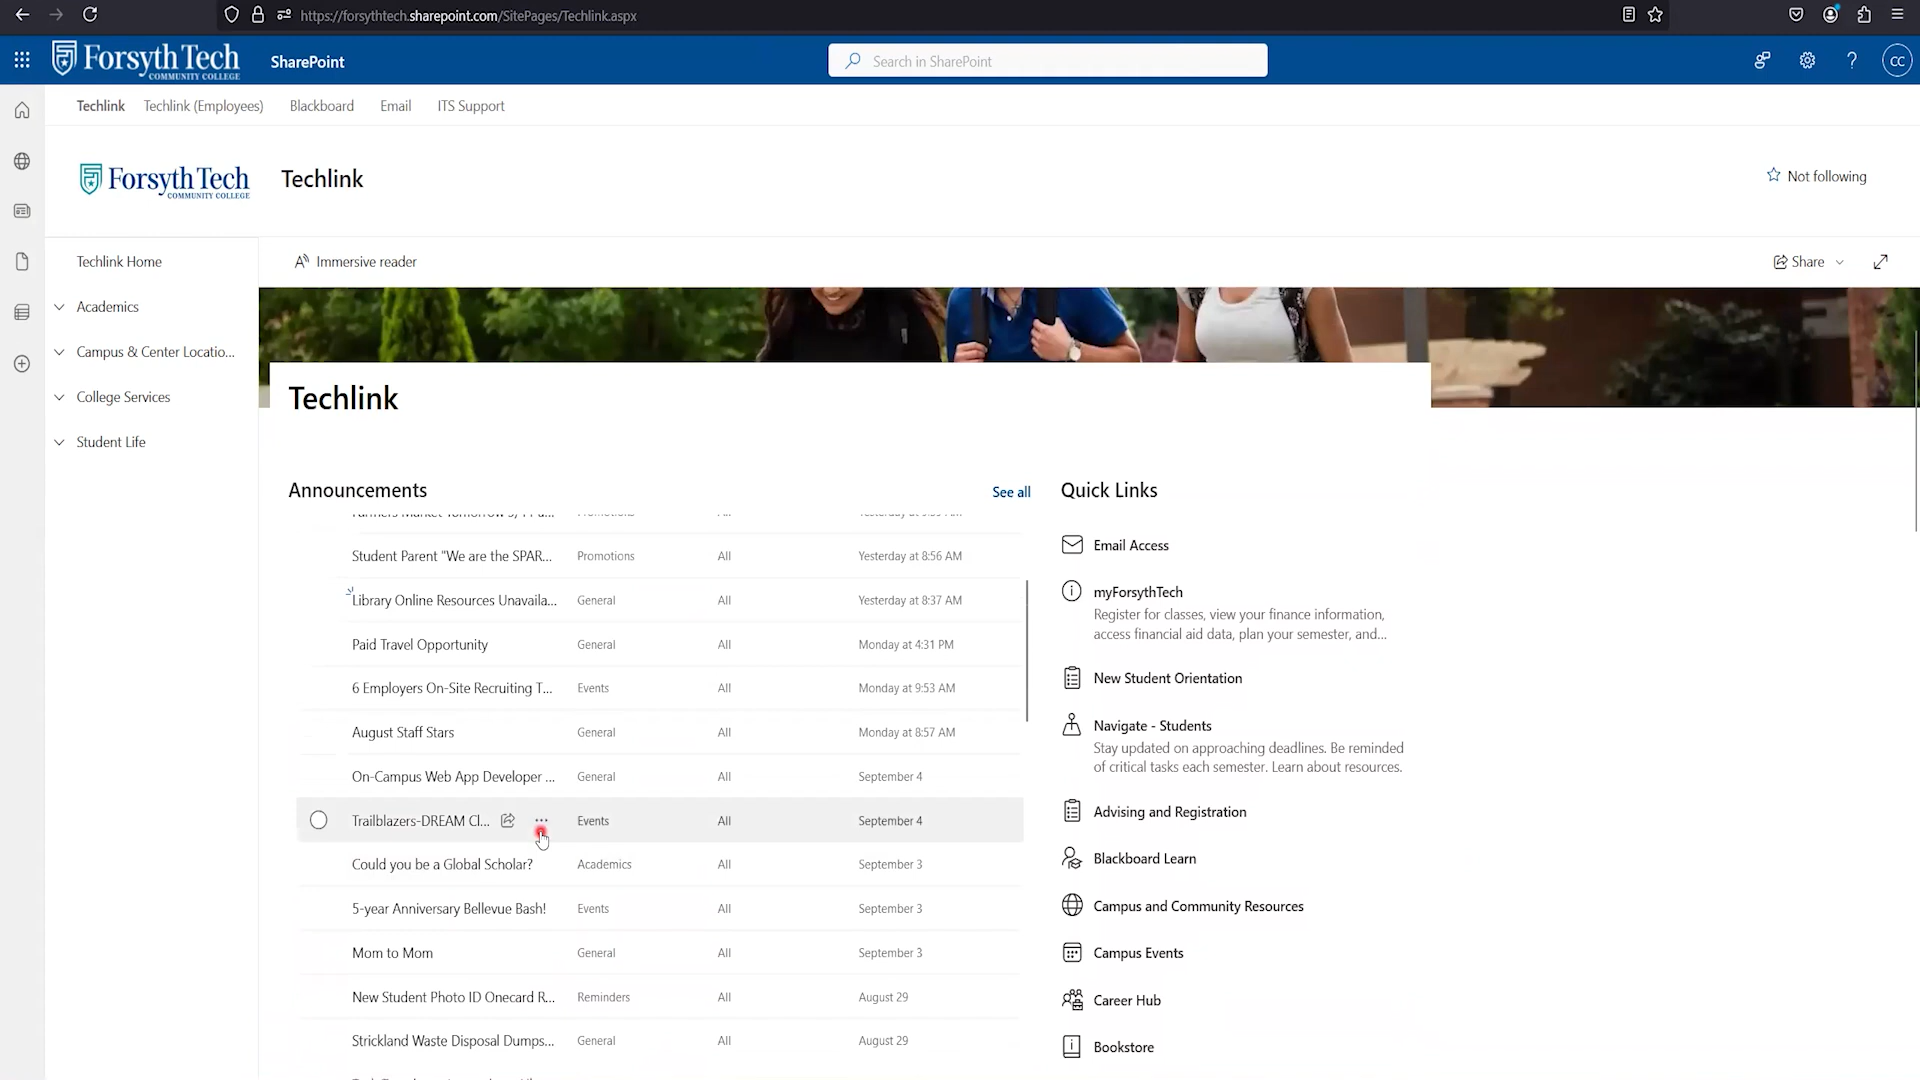 https://forsythtech.sharepoint.com/SitePages/Techlink.aspx
Forsyth Tech
COMMUNITY COLLEGE
SharePoint
Search in SharePoint
CC
Techlink
Techlink (Employees)
Blackboard
Email
ITS Support
Forsyth Tech
COMMUNITY COLLEGE
Techlink
Not following
Techlink Home
Academics
Campus & Center Locatio...
College Services
Student Life
Immersive reader
Share
Techlink
Announcements
See all
Student Parent "We are the SPAR... Promotions All Yesterday at 8:56 AM
Library Online Resources Unavaila... General All Yesterday at 8:37 AM
Paid Travel Opportunity General All Monday at 4:31 PM
6 Employers On-Site Recruiting T... Events All Monday at 9:53 AM
August Staff Stars General All Monday at 8:57 AM
On-Campus Web App Developer ... General All September 4
Trailblazers-DREAM Cl... Events All September 4
Could you be a Global Scholar? Academics All September 3
5-year Anniversary Bellevue Bash! Events All September 3
Mom to Mom General All September 3
New Student Photo ID Onecard R... Reminders All August 29
Strickland Waste Disposal Dumps... General All August 29
Quick Links
Email Access
myForsythTech
Register for classes, view your finance information,
access financial aid data, plan your semester, and...
New Student Orientation
Navigate - Students
Stay updated on approaching deadlines. Be reminded
of critical tasks each semester. Learn about resources.
Advising and Registration
Blackboard Learn
Campus and Community Resources
Campus Events
Career Hub
Bookstore